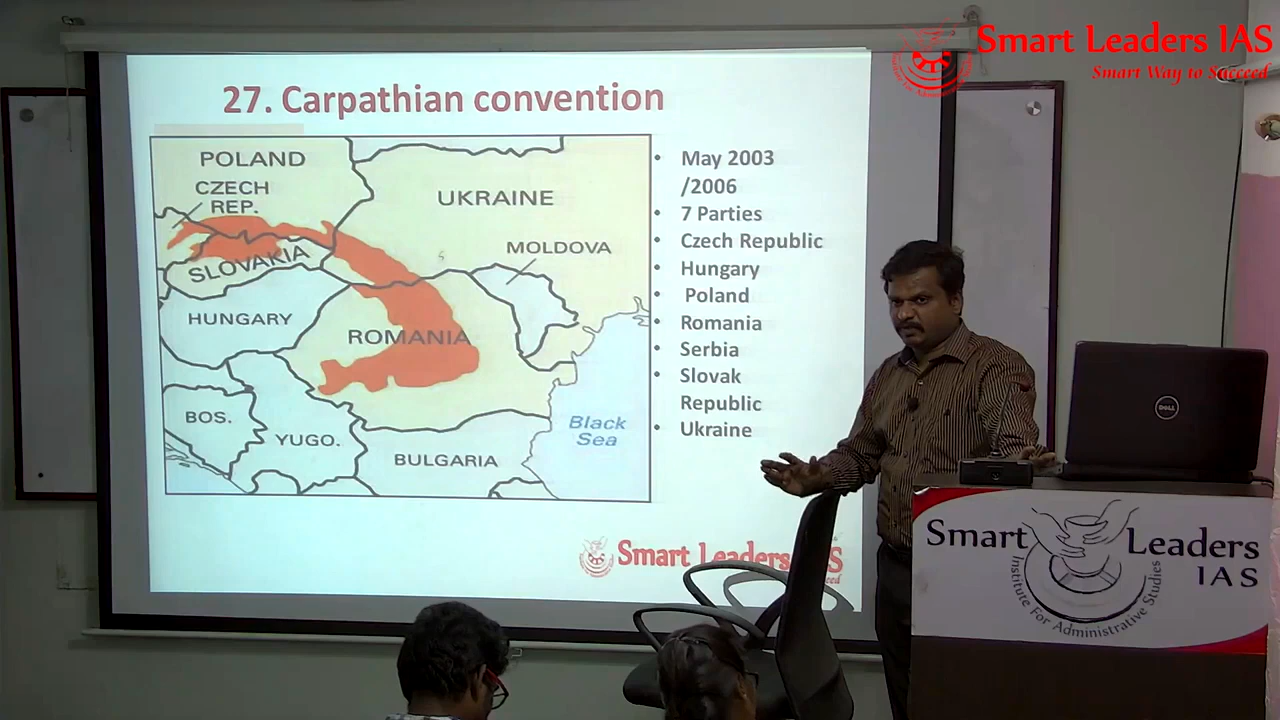 Smart Leaders IAS
Smart Way to Succeed
27. Carpathian convention
POLAND
CZECH
REP.
UKRAINE
MOLDOVA
SLOVAKIA
HUNGARY
ROMANIA
BOS.
YUGO.
BULGARIA
Black
Sea
• May 2003
/2006
• 7 Parties
• Czech Republic
• Hungary
• Poland
• Romania
• Serbia
• Slovak
Republic
• Ukraine
Smart Leaders IAS
DELL
Smart Leaders
IAS
Institute For Administrative Studies